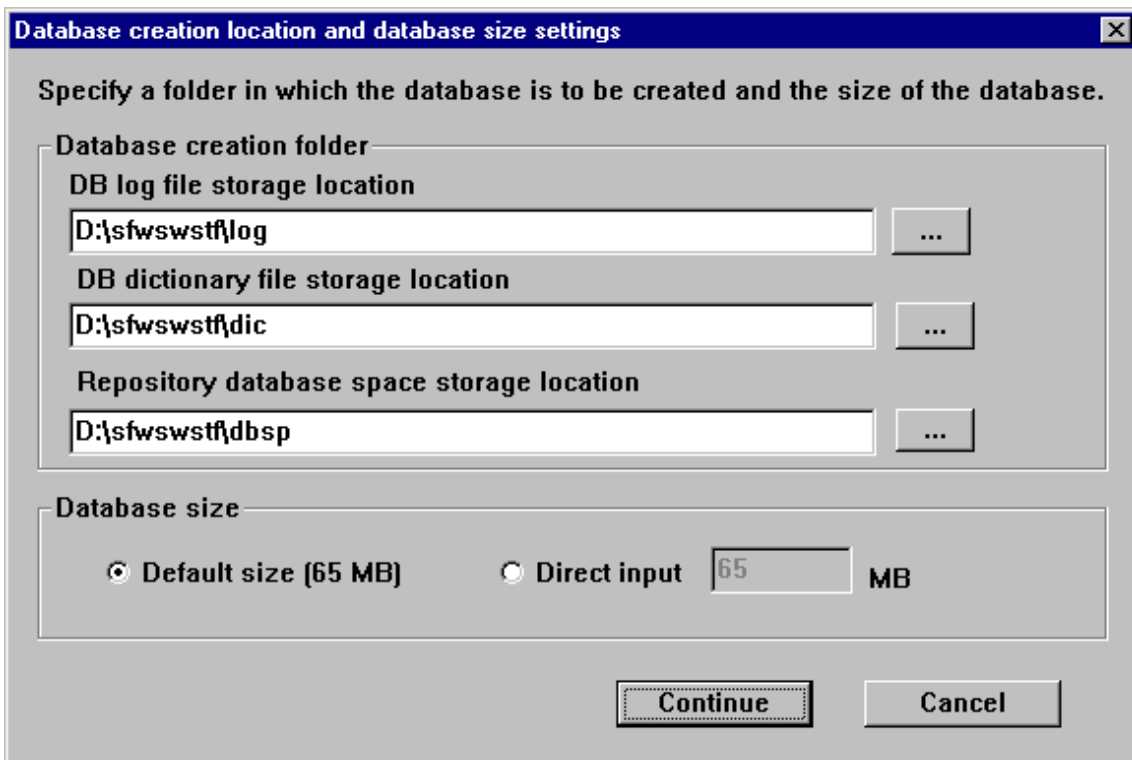 Database creation location and database size settings
Specify a folder in which the database is to be created and the size of the database.
Database creation folder
DB log file storage location
D:\sfwswstf\log
...
DB dictionary file storage location
D:\sfwswstf\dic
...
Repository database space storage location
D:\sfwswstf\dbsp
...
Database size
Default size (65 MB) Direct input 65 MB
Continue Cancel